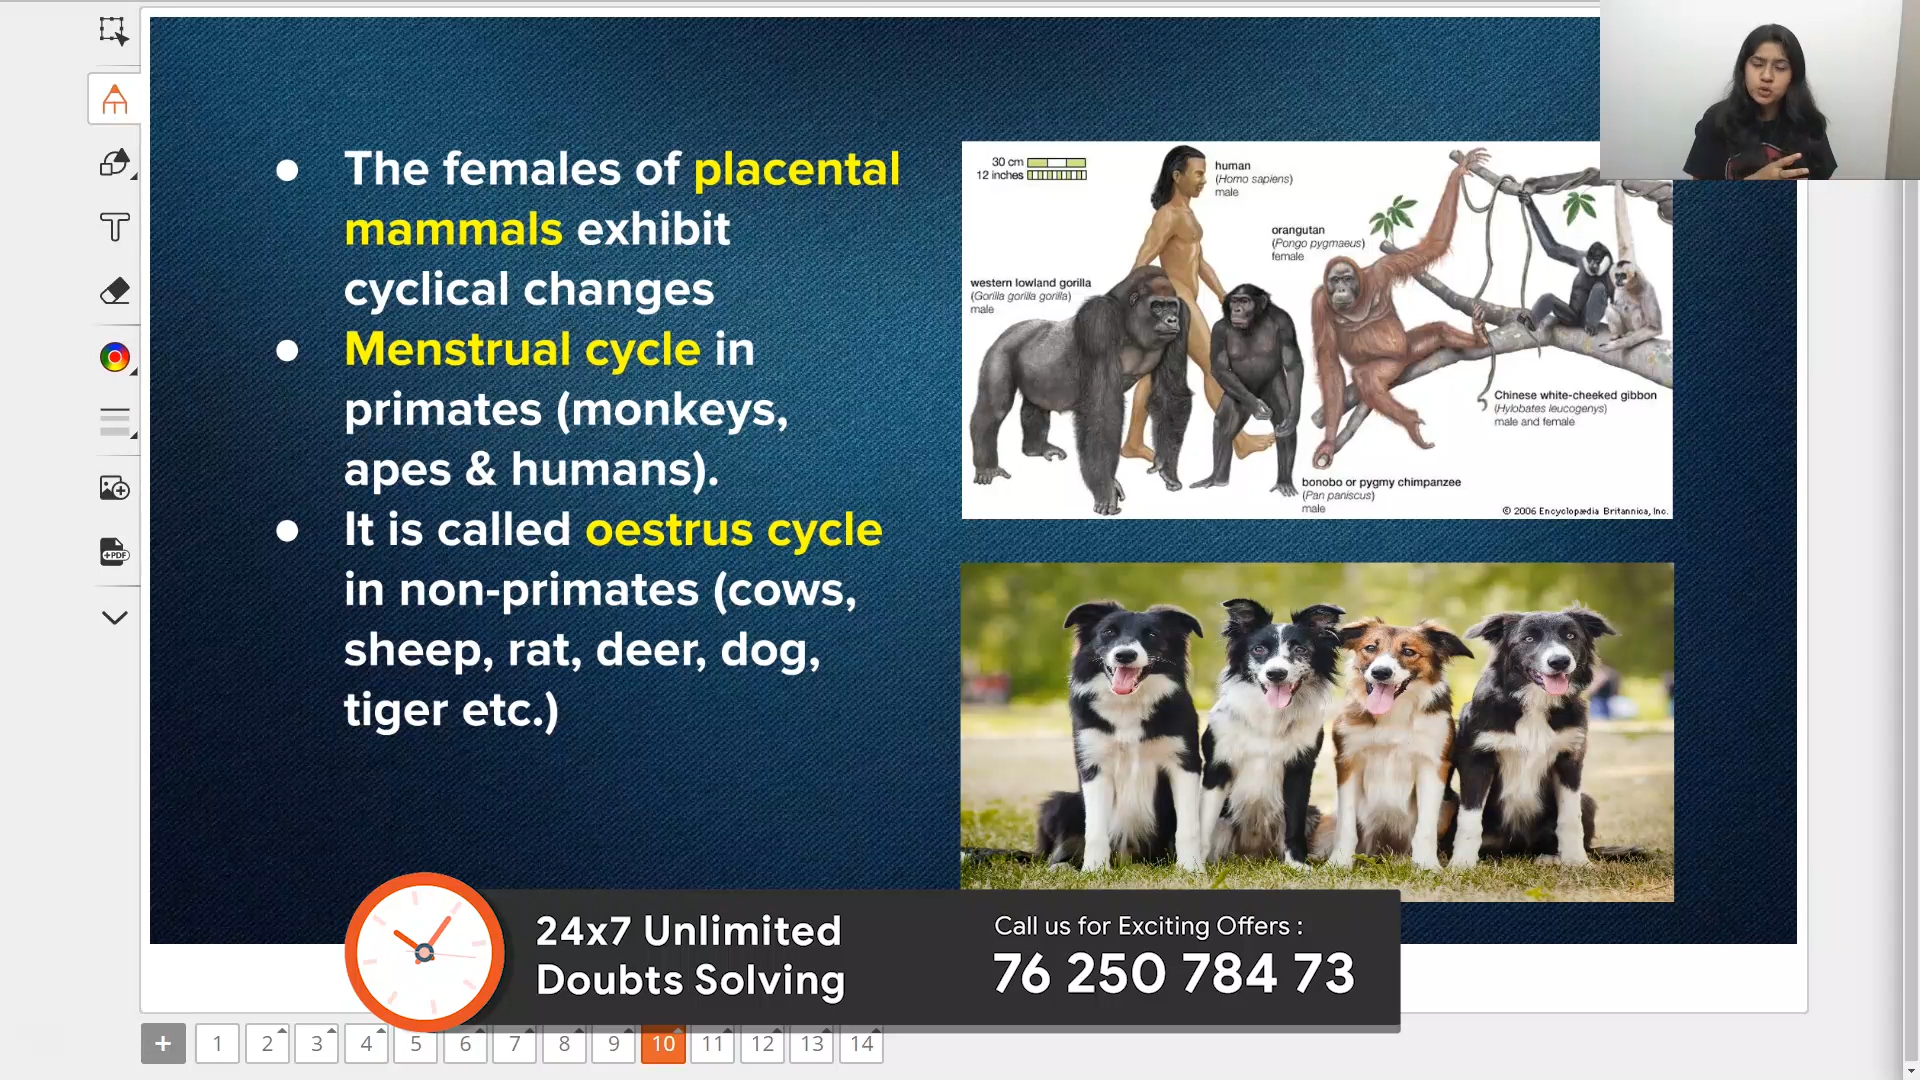 ● The females of placental
mammals exhibit
cyclical changes
● Menstrual cycle in
primates (monkeys,
apes & humans).
● It is called oestrus cycle
in non-primates (cows,
sheep, rat, deer, dog,
tiger etc.)
30 cm
12 inches
human
(Homo sapiens)
male
orangutan
(Pongo pygmaeus)
female
western lowland gorilla
(Gorilla gorilla gorilla)
male
Chinese white-cheeked gibbon
(Hylobates leucogenys)
male and female
bonobo or pygmy chimpanzee
(Pan paniscus)
male
© 2006 Encyclopædia Britannica, Inc.
24x7 Unlimited
Doubts Solving
Call us for Exciting Offers :
76 250 784 73
+PDF
+ 1 2 3 4 5 6 7 8 9 10 11 12 13 14